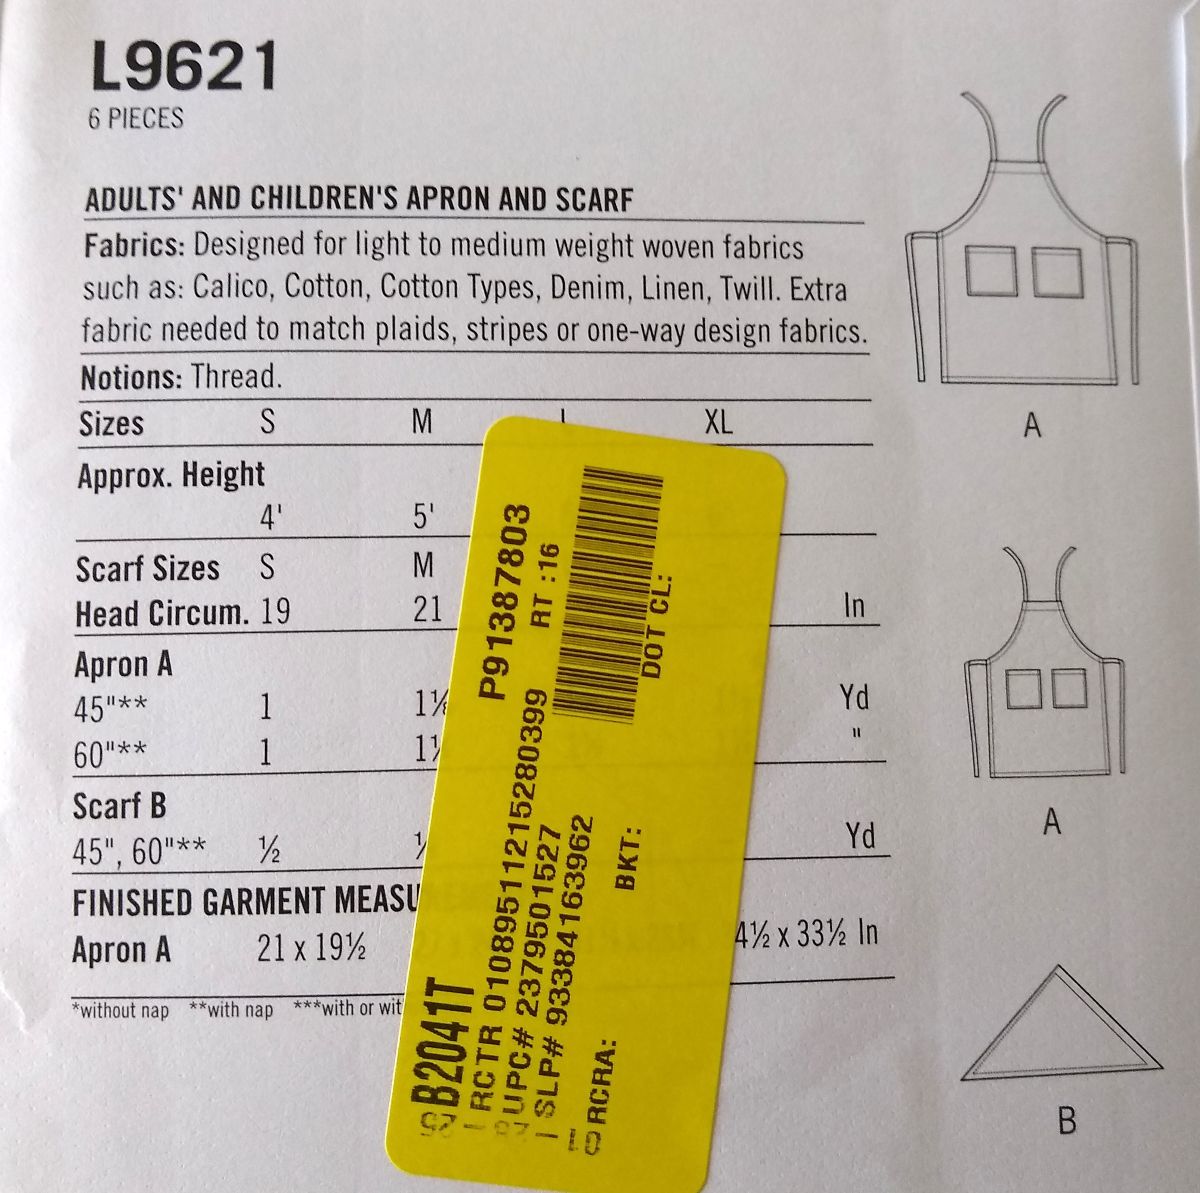 L9621
6 PIECES
ADULTS' AND CHILDREN'S APRON AND SCARF
Fabrics: Designed for light to medium weight woven fabrics
such as: Calico, Cotton, Cotton Types, Denim, Linen, Twill. Extra
fabric needed to match plaids, stripes or one-way design fabrics.
Notions: Thread.
Sizes S M XL
Approx. Height
4' 5'
Scarf Sizes S M
Head Circum. 19 21 In
Apron A
45"** 1 Yd
60"** 1 "
Scarf B
45", 60"** ½ Yd
FINISHED GARMENT
Apron A 21 x 19½ 4½ x 33½ In
*without nap **with nap ***with or
A
A
B
P91387803
RT :16
DOT CL:
B2041T
RCTR 01089511215280399
UPC# 2379501527
SLP# 93384163962
BKT:
RCRA: